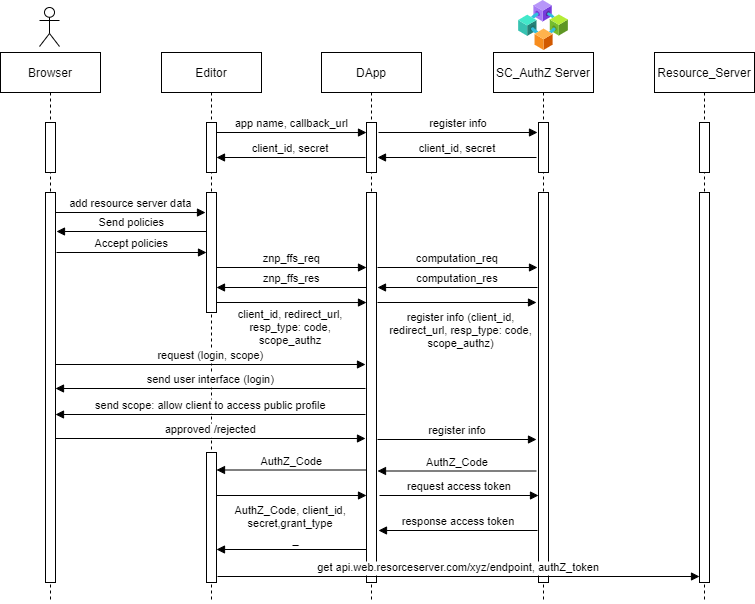 Browser
Editor
DApp
SC_AuthZ Server
Resource_Server
app name, callback_url
register info
client_id, secret
client_id, secret
add resource server data
Send policies
Accept policies
znp_ffs_req
computation_req
znp_ffs_res
computation_res
client_id, redirect_url,
resp_type: code,
scope_authz
register info (client_id,
redirect_url, resp_type: code,
scope_authz)
request (login, scope)
send user interface (login)
send scope: allow client to access public profile
approved /rejected
register info
AuthZ_Code
AuthZ_Code
request access token
AuthZ_Code, client_id,
secret,grant_type
response access token
_
get api.web.resorceserver.com/xyz/endpoint, authZ_token